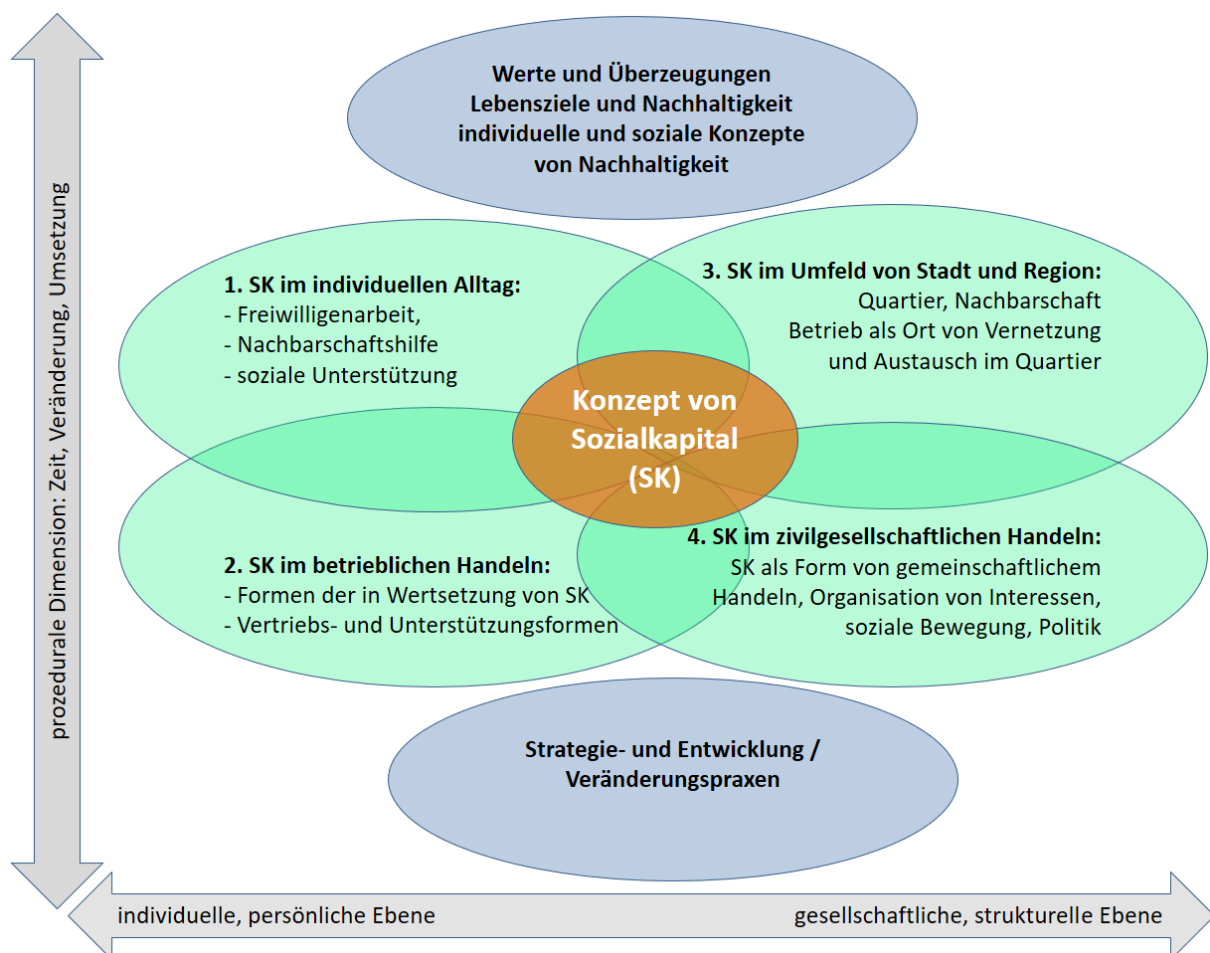 Werte und Überzeugungen
Lebensziele und Nachhaltigkeit
individuelle und soziale Konzepte
von Nachhaltigkeit
1. SK im individuellen Alltag:
- Freiwilligenarbeit,
- Nachbarschaftshilfe
- soziale Unterstützung
3. SK im Umfeld von Stadt und Region:
Quartier, Nachbarschaft
Betrieb als Ort von Vernetzung
und Austausch im Quartier
Konzept von
Sozialkapital
(SK)
2. SK im betrieblichen Handeln:
- Formen der in Wertsetzung von SK
- Vertriebs- und Unterstützungsformen
4. SK im zivilgesellschaftlichen Handeln:
SK als Form von gemeinschaftlichem
Handeln, Organisation von Interessen,
soziale Bewegung, Politik
Strategie- und Entwicklung /
Veränderungspraxen
prozedurale Dimension: Zeit, Veränderung, Umsetzung
individuelle, persönliche Ebene
gesellschaftliche, strukturelle Ebene